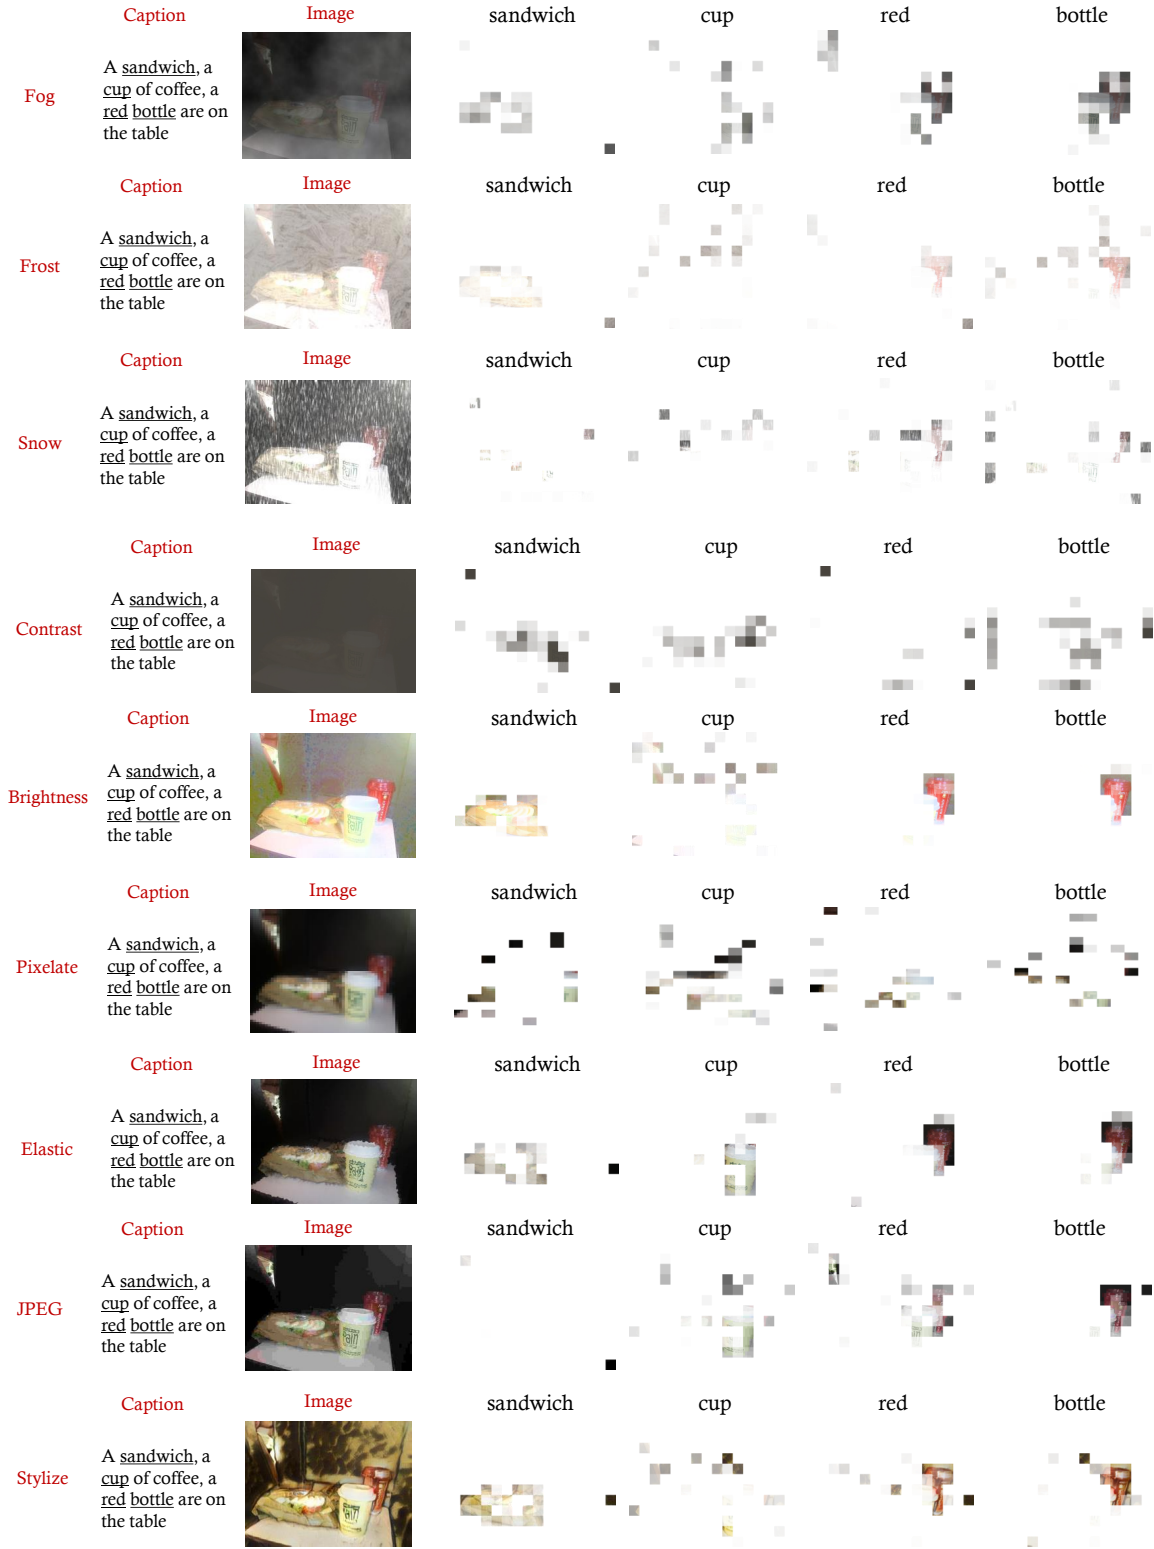 Caption Image sandwich cup red bottle
Fog
A sandwich, a
cup of coffee, a
red bottle are on
the table
Caption Image sandwich cup red bottle
Frost
A sandwich, a
cup of coffee, a
red bottle are on
the table
Caption Image sandwich cup red bottle
Snow
A sandwich, a
cup of coffee, a
red bottle are on
the table
Caption Image sandwich cup red bottle
Contrast
A sandwich, a
cup of coffee, a
red bottle are on
the table
Caption Image sandwich cup red bottle
Brightness
A sandwich, a
cup of coffee, a
red bottle are on
the table
Caption Image sandwich cup red bottle
Pixelate
A sandwich, a
cup of coffee, a
red bottle are on
the table
Caption Image sandwich cup red bottle
Elastic
A sandwich, a
cup of coffee, a
red bottle are on
the table
Caption Image sandwich cup red bottle
JPEG
A sandwich, a
cup of coffee, a
red bottle are on
the table
Caption Image sandwich cup red bottle
Stylize
A sandwich, a
cup of coffee, a
red bottle are on
the table